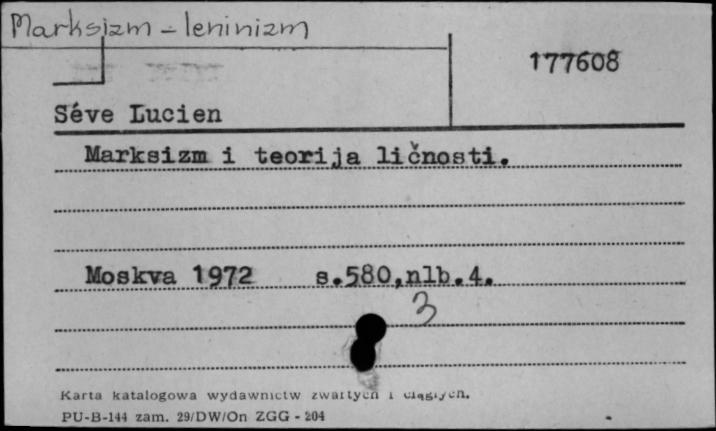 Marksizm - leninizm
177608
Séve Lucien
Marksizm i teorija ličnosti.
Moskva 1972 s.580,nlb.4.
3
Karta katalogowa wydawnictw zwartych i ciągłych.
PU-B-144 zam. 29/DW/On ZGG - 204